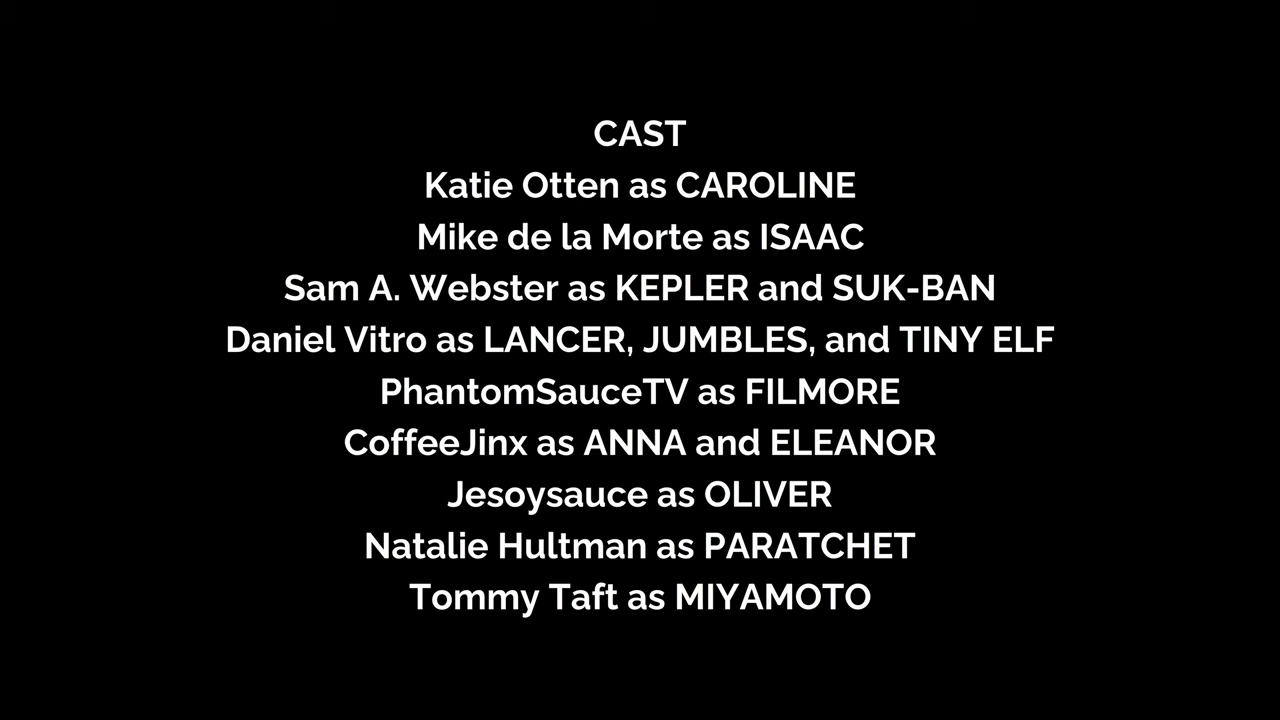 CAST
Katie Otten as CAROLINE
Mike de la Morte as ISAAC
Sam A. Webster as KEPLER and SUK-BAN
Daniel Vitro as LANCER, JUMBLES, and TINY ELF
PhantomSauceTV as FILMORE
CoffeeJinx as ANNA and ELEANOR
Jesoysauce as OLIVER
Natalie Hultman as PARATCHET
Tommy Taft as MIYAMOTO